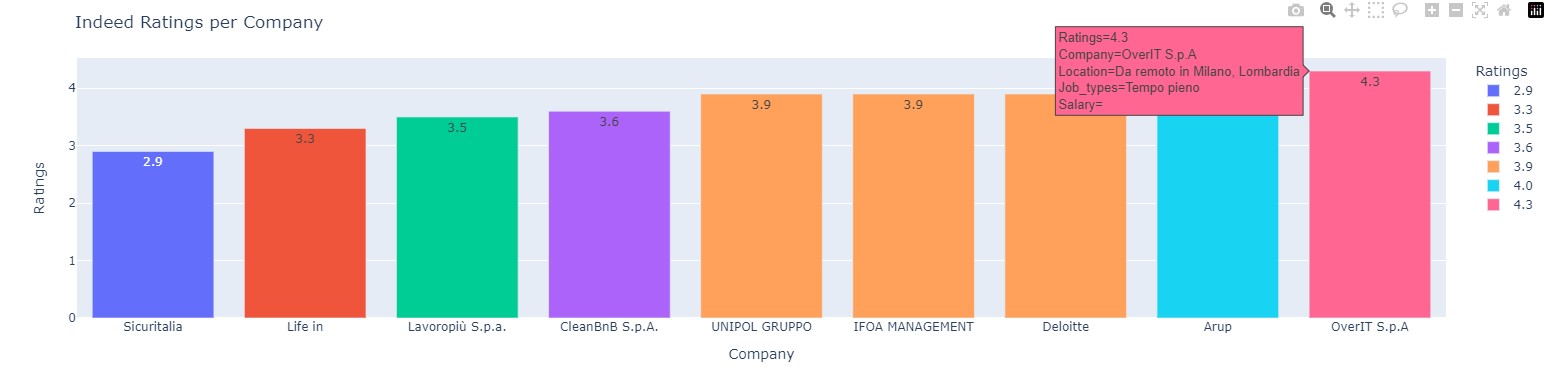 Indeed Ratings per Company
Ratings=4.3
Company=OverIT S.p.A
Location=Da remoto in Milano, Lombardia
Job_types=Tempo pieno
Salary=
Ratings
2.9
3.3
3.5
3.6
3.9
4.0
4.3
4
3
2
1
0
Ratings
2.9
3.3
3.5
3.6
3.9
3.9
4.3
Sicuritalia
Life in
Lavoropiù S.p.a.
CleanBnB S.p.A.
UNIPOL GRUPPO
IFOA MANAGEMENT
Deloitte
Arup
OverIT S.p.A
Company